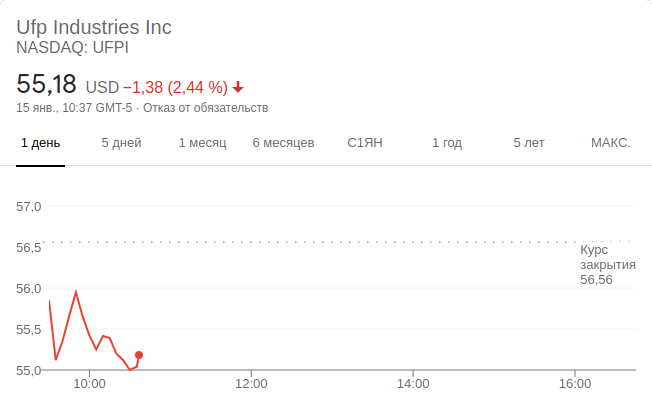 Ufp Industries Inc
NASDAQ: UFPI
55,18 USD −1,38 (2,44 %)
15 янв., 10:37 GMT-5 · Отказ от обязательств
1 день 5 дней 1 месяц 6 месяцев С1ЯН 1 год 5 лет МАКС.
57,0
56,5
Курс
закрытия
56,56
56,0
55,5
55,0
10:00 12:00 14:00 16:00